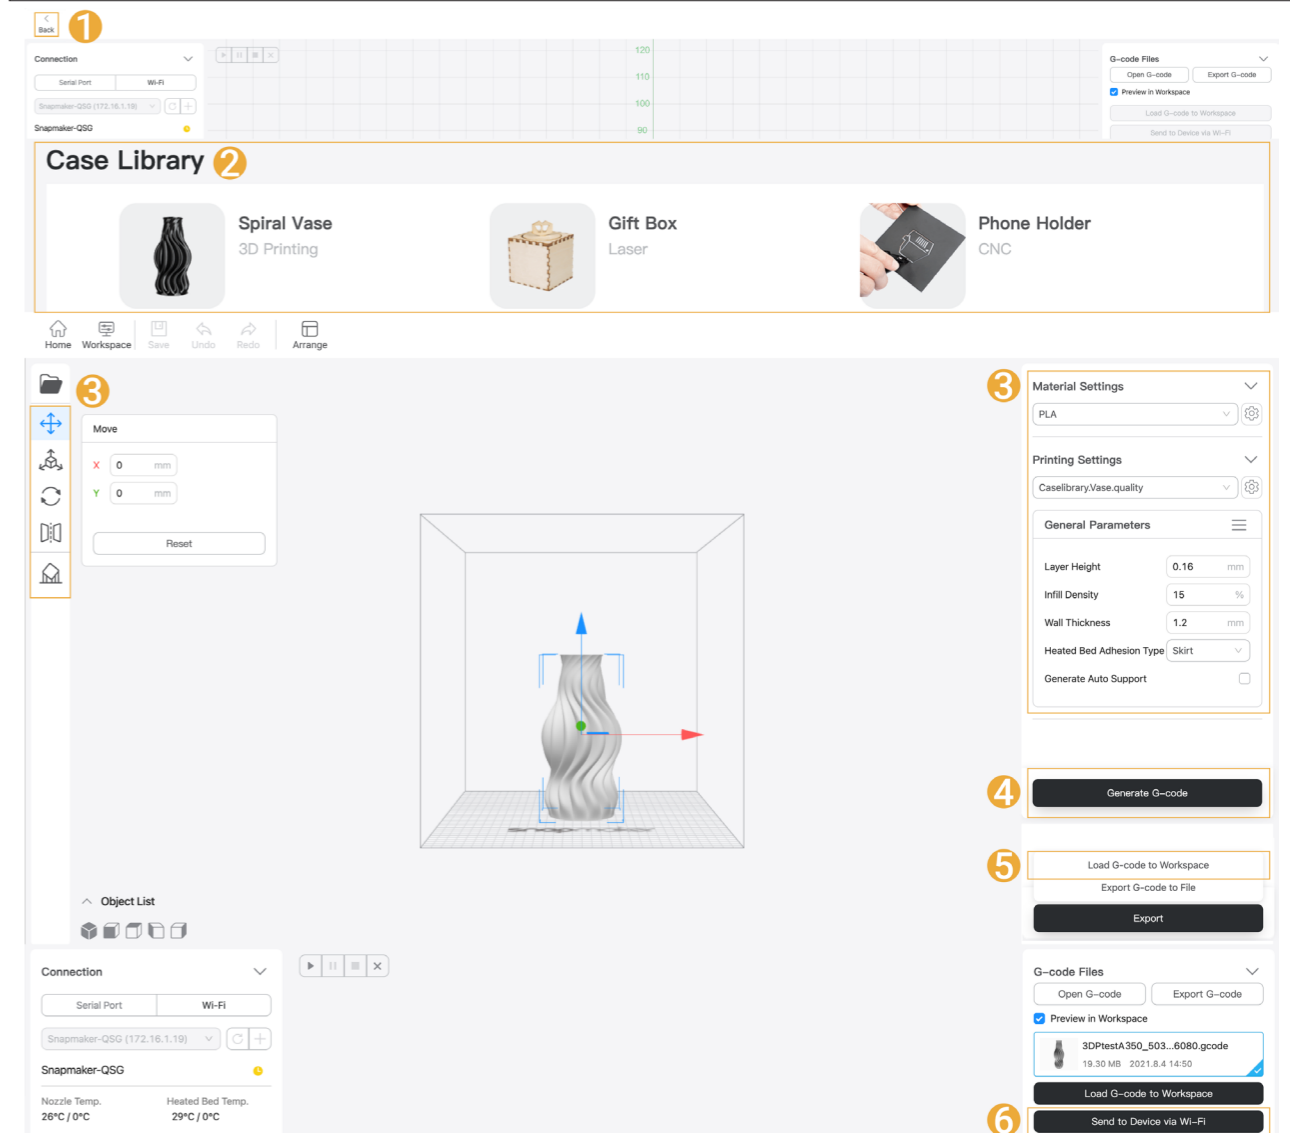 Back
1
Connection
Serial Port Wi-Fi
Snapmaker-QSG (172.16.1.19)
Snapmaker-QSG
120
110
100
90
G-code Files
Open G-code Export G-code
Preview in Workspace
Load G-code to Workspace
Send to Device via Wi-Fi
Case Library 2
Spiral Vase
3D Printing
Gift Box
Laser
Phone Holder
CNC
Home Workspace Save Undo Redo Arrange
3
Move
X 0 mm
Y 0 mm
Reset
snapmaker
3
Material Settings
PLA
Printing Settings
Caselibrary.Vase.quality
General Parameters
Layer Height 0.16 mm
Infill Density 15 %
Wall Thickness 1.2 mm
Heated Bed Adhesion Type Skirt
Generate Auto Support
4
Generate G-code
5
Load G-code to Workspace
Export G-code to File
Export
Object List
Connection
Serial Port Wi-Fi
Snapmaker-QSG (172.16.1.19)
Snapmaker-QSG
Nozzle Temp. Heated Bed Temp.
26°C / 0°C 29°C / 0°C
G-code Files
Open G-code Export G-code
Preview in Workspace
3DPtestA350_503...6080.gcode
19.30 MB 2021.8.4 14:50
Load G-code to Workspace
6
Send to Device via Wi-Fi